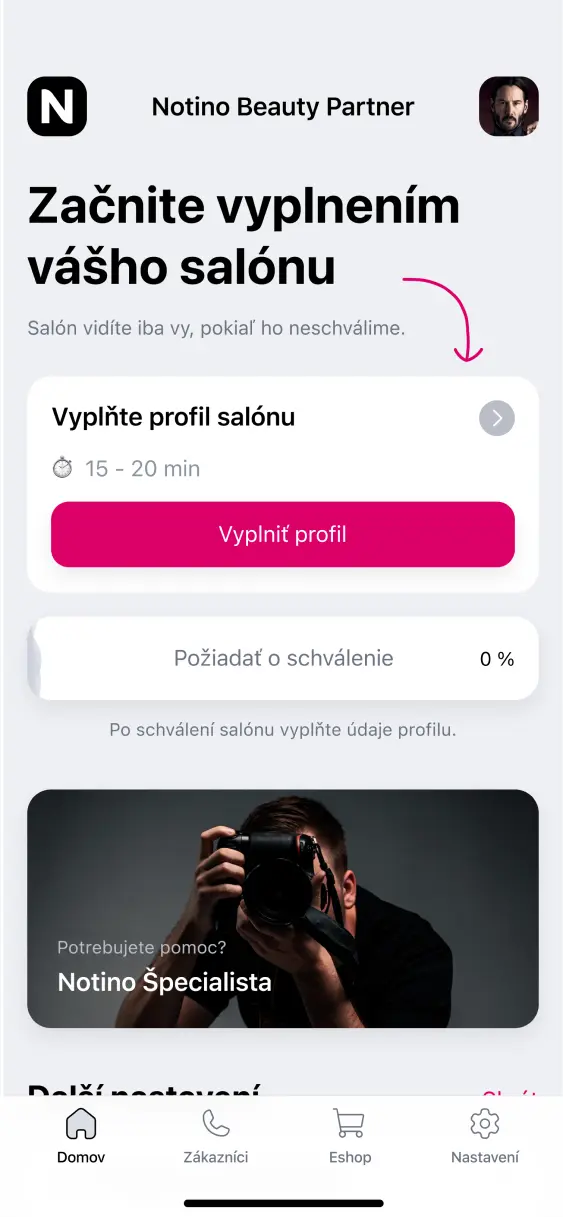 N
Notino Beauty Partner
Začnite vyplnením
vášho salónu
Salón vidíte iba vy, pokiaľ ho neschválime.
Vyplňte profil salónu
15 - 20 min
Vyplniť profil
Požiadať o schválenie
0 %
Po schválení salónu vyplňte údaje profilu.
Potrebujete pomoc?
Notino Špecialista
Další nastavení
Domov
Zákazníci
Eshop
Nastavení